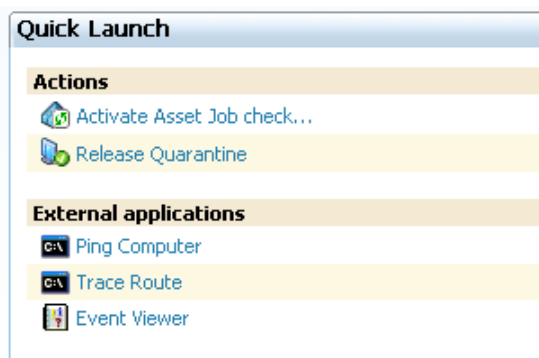 Quick Launch
Actions
Activate Asset Job check...
Release Quarantine
External applications
C:\ Ping Computer
C:\ Trace Route
Event Viewer